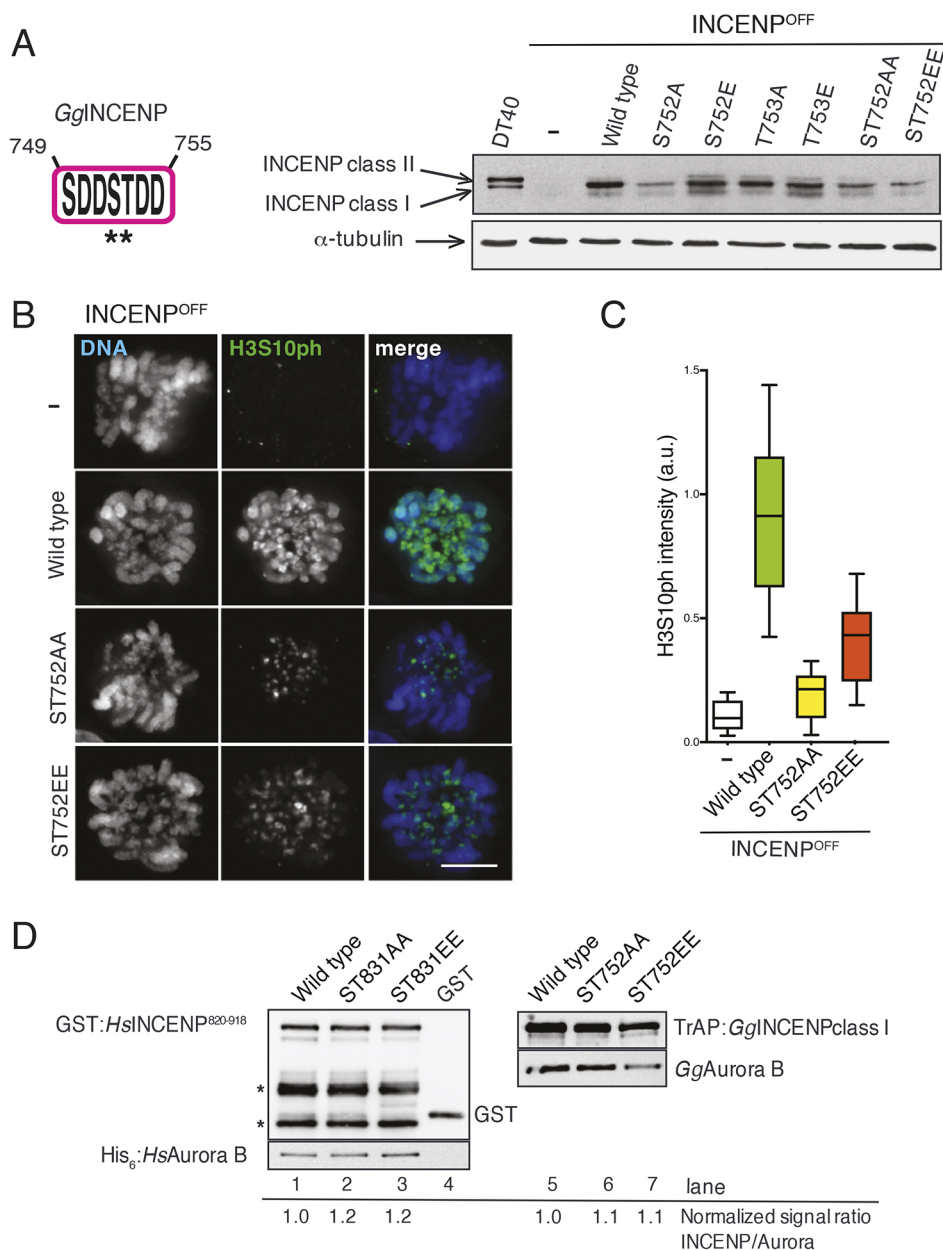 A
INCENPOFF
GgINCENP
749
755
SDDSTDD
**
DT40
–
Wild type
S752A
S752E
T753A
T753E
ST752AA
ST752EE
INCENP class II
INCENP class I
α-tubulin
B
INCENPOFF
DNA
H3S10ph
merge
–
Wild type
ST752AA
ST752EE
C
H3S10ph intensity (a.u.)
1.5
1.0
0.5
0.0
–
Wild type
ST752AA
ST752EE
INCENPOFF
D
Wild type
ST831AA
ST831EE
GST
GST:HsINCENP820-918
*
*
GST
His6:HsAurora B
Wild type
ST752AA
ST752EE
TrAP:GgINCENPclass I
GgAurora B
1 2 3 4 5 6 7 lane
1.0 1.2 1.2 1.0 1.1 1.1 Normalized signal ratio
INCENP/Aurora